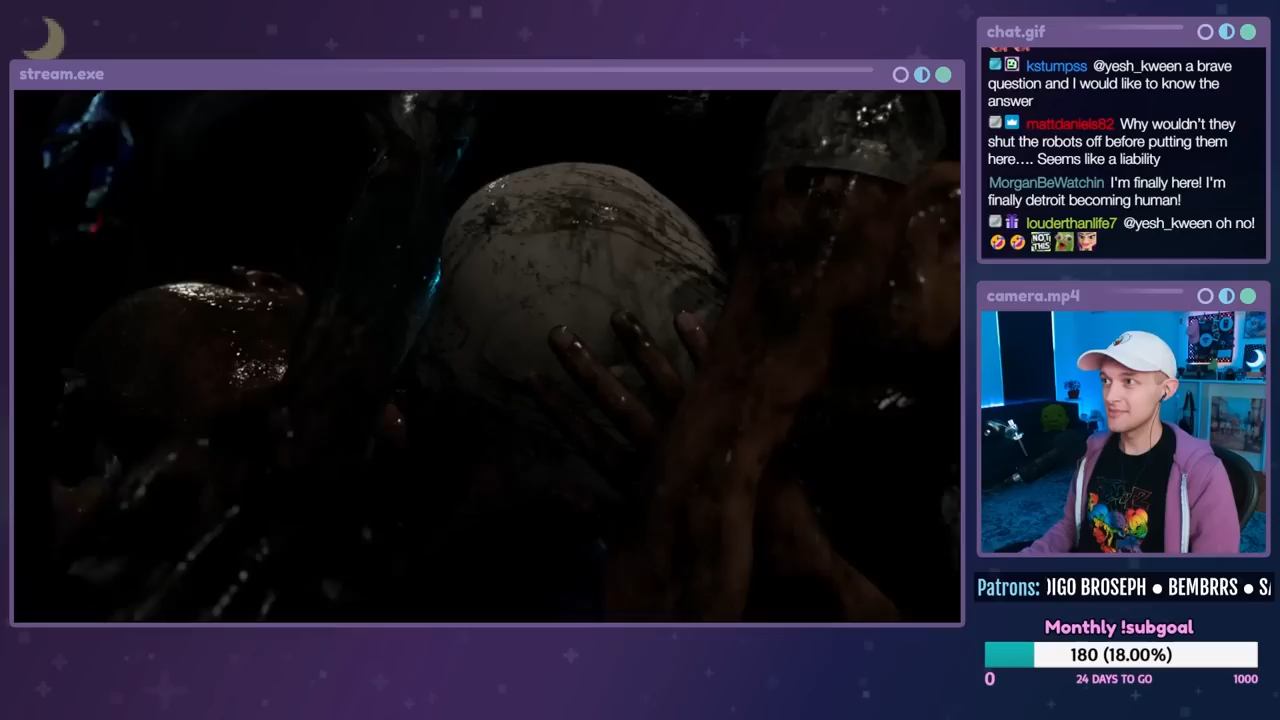 stream.exe
chat.gif
kstumpss @yesh_kween a brave
question and I would like to know the
answer
mattdaniels82 Why wouldn't they
shut the robots off before putting them
here.... Seems like a liability
MorganBeWatchin I'm finally here! I'm
finally detroit becoming human!
louderthanlife7 @yesh_kween oh no!
NOT
THIS
camera.mp4
Patrons: DIGO BROSEPH ● BEMBRRS ● SA
Monthly !subgoal
180 (18.00%)
0 24 DAYS TO GO 1000